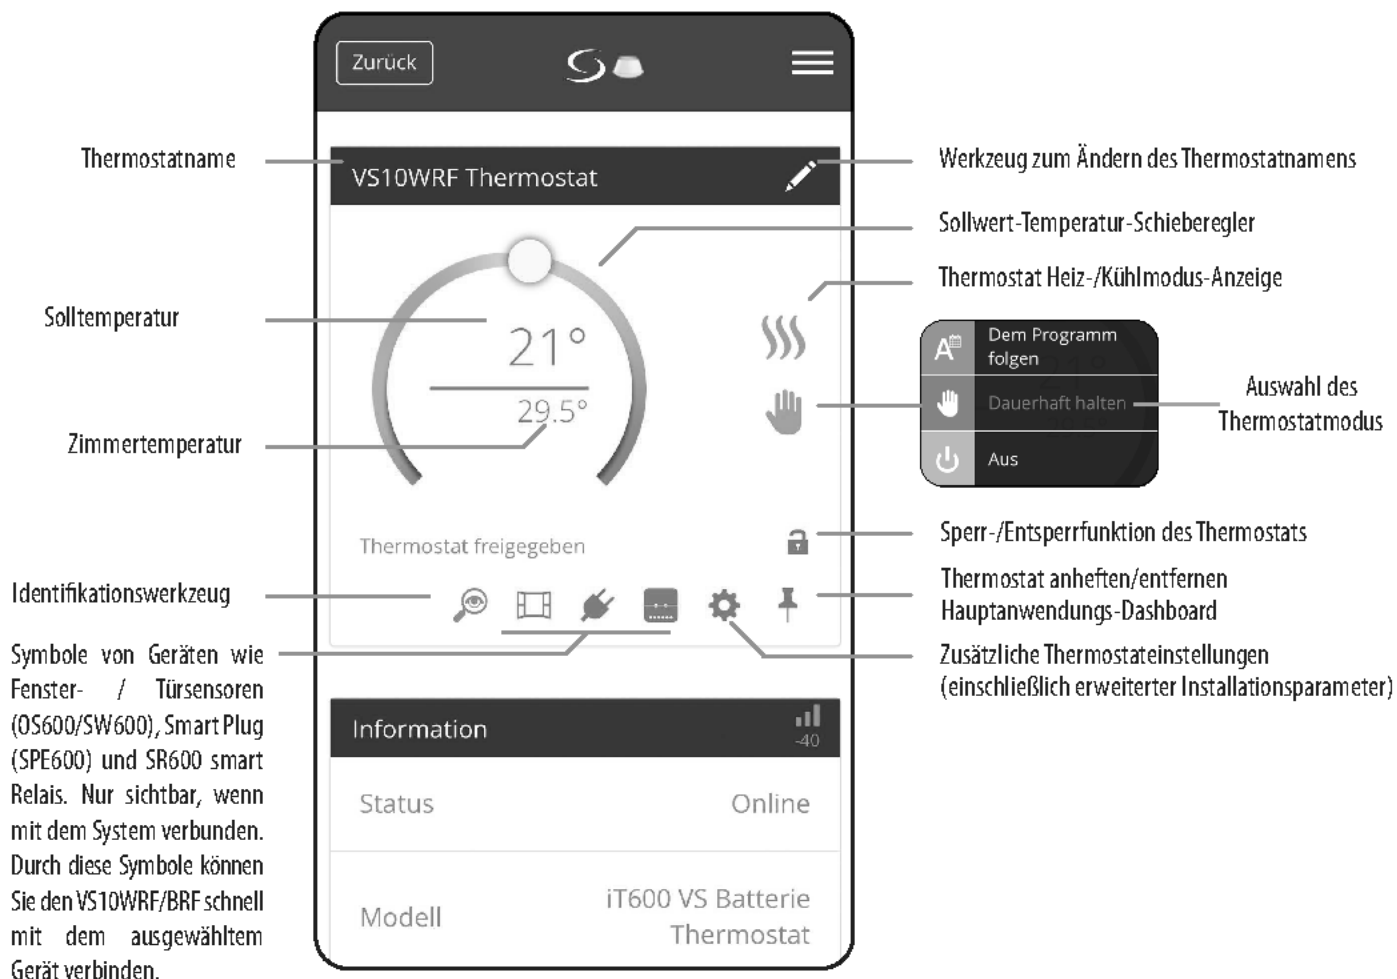 Zurück
Thermostatname
VS10WRF Thermostat
Werkzeug zum Ändern des Thermostatnamens
Sollwert-Temperatur-Schieberegler
Thermostat Heiz-/Kühlmodus-Anzeige
Solltemperatur
21°
29.5°
Zimmertemperatur
A
Dem Programm
folgen
Dauerhaft halten
Aus
Auswahl des
Thermostatmodus
Thermostat freigegeben
Sperr-/Entsperrfunktion des Thermostats
Identifikationswerkzeug
Thermostat anheften/entfernen
Hauptanwendungs-Dashboard
Symbole von Geräten wie
Fenster- / Türsensoren
(OS600/SW600), Smart Plug
(SPE600) und SR600 smart
Relais. Nur sichtbar, wenn
mit dem System verbunden.
Durch diese Symbole können
Sie den VS10WRF/BRF schnell
mit dem ausgewähltem
Gerät verbinden.
Zusätzliche Thermostateinstellungen
(einschließlich erweiterter Installationsparameter)
Information
-40
Status
Online
Modell
iT600 VS Batterie
Thermostat